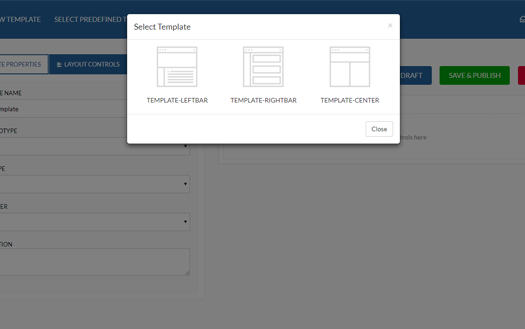 W TEMPLATE
SELECT PREDEFINED T
Select Template
×
TE PROPERTIES
LAYOUT CONTROLS
DRAFT
SAVE & PUBLISH
E NAME
mplate
OTYPE
PE
ER
TION
trols here
TEMPLATE-LEFTBAR
TEMPLATE-RIGHTBAR
TEMPLATE-CENTER
Close